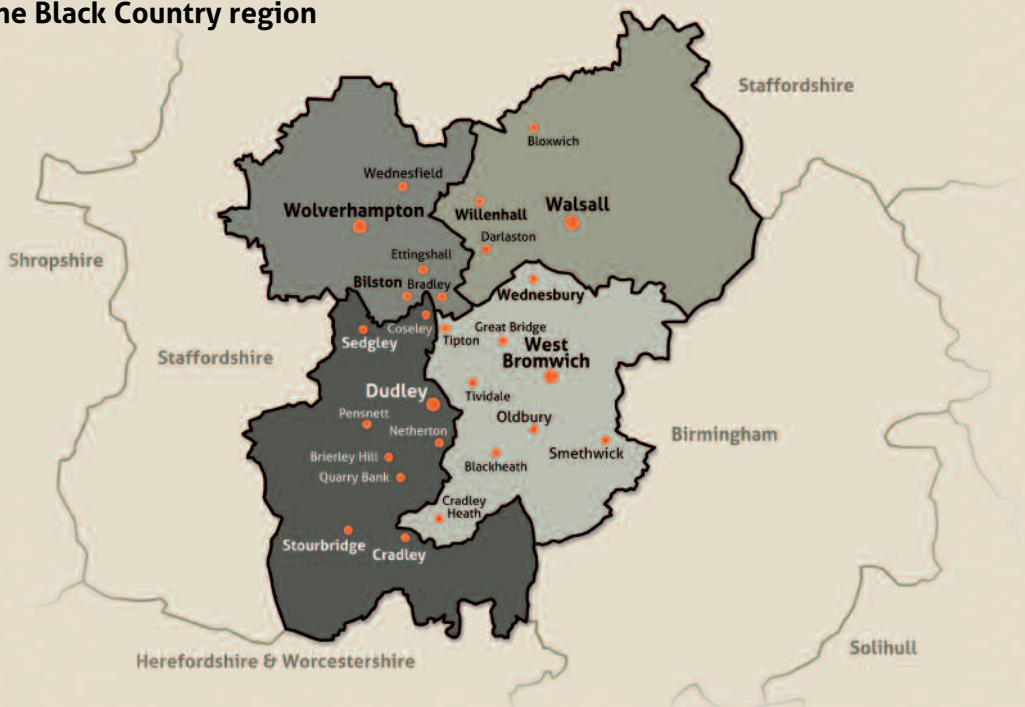 he Black Country region
Staffordshire
Bloxwich
Wednesfield
Wolverhampton
Willenhall
Walsall
Darlaston
Shropshire
Ettingshall
Bilston
Bradley
Wednesbury
Coseley
Sedgley
Tipton
Great Bridge
West
Bromwich
Staffordshire
Dudley
Tividale
Pensnett
Netherton
Oldbury
Birmingham
Brierley Hill
Smethwick
Quarry Bank
Blackheath
Cradley
Heath
Stourbridge
Cradley
Herefordshire & Worcestershire
Solihull